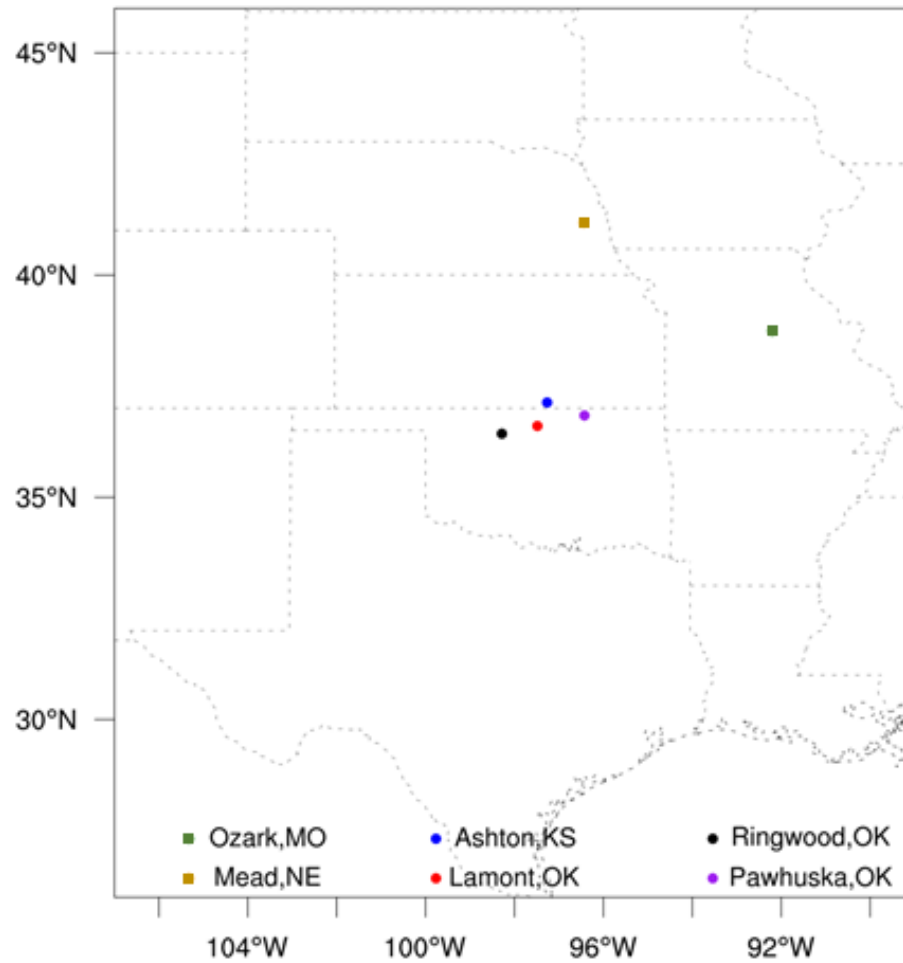 45°N
40°N
35°N
30°N
Ozark,MO Ashton,KS Ringwood,OK
Mead,NE Lamont,OK Pawhuska,OK
104°W 100°W 96°W 92°W